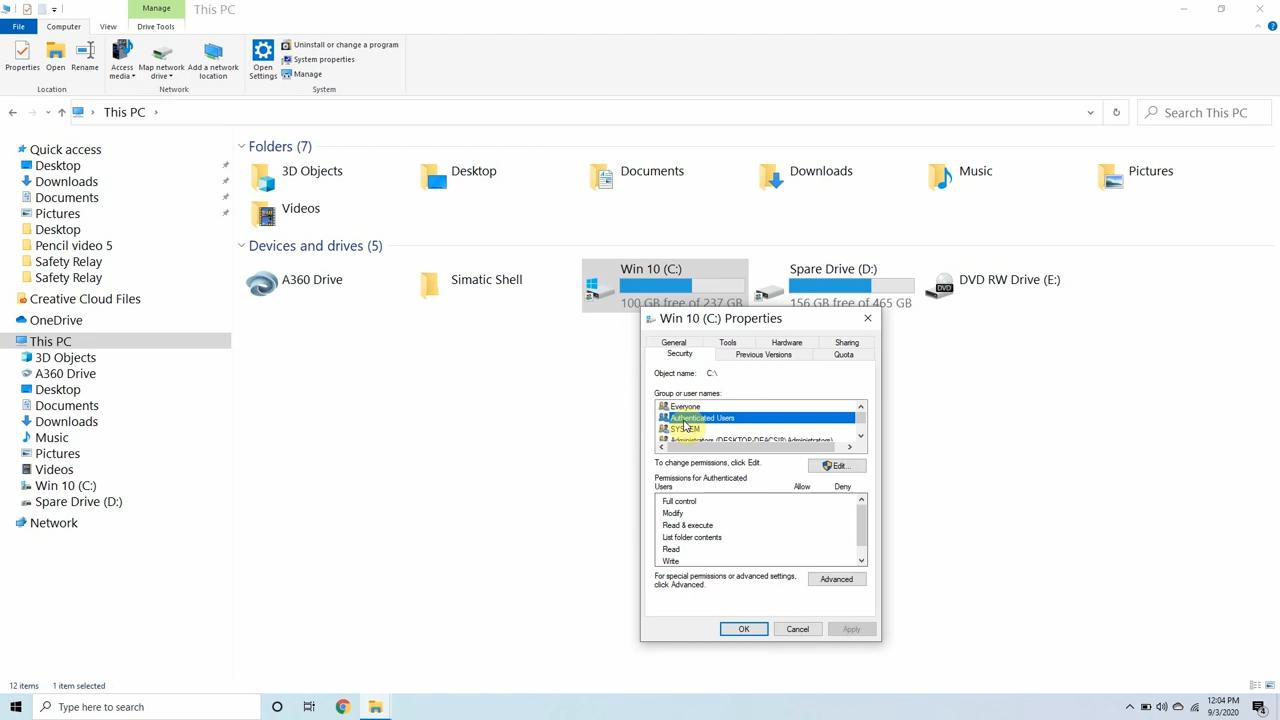 Manage
This PC
File
Computer
View
Drive Tools
Properties
Open
Rename
Access media
Map network drive
Add a network location
Open Settings
Uninstall or change a program
System properties
Manage
Location
Network
System
This PC
Search This PC
Quick access
Desktop
Downloads
Documents
Pictures
Desktop
Pencil video 5
Safety Relay
Safety Relay
Creative Cloud Files
OneDrive
This PC
3D Objects
A360 Drive
Desktop
Documents
Downloads
Music
Pictures
Videos
Win 10 (C:)
Spare Drive (D:)
Network
Folders (7)
3D Objects
Desktop
Documents
Downloads
Music
Pictures
Videos
Devices and drives (5)
A360 Drive
Simatic Shell
Win 10 (C:)
100 GB free of 237 GB
Spare Drive (D:)
156 GB free of 465 GB
DVD
DVD RW Drive (E:)
Win 10 (C:) Properties
General
Tools
Hardware
Sharing
Security
Previous Versions
Quota
Object name: C:\
Group or user names:
Everyone
Authenticated Users
SYSTEM
To change permissions, click Edit.
Edit...
Permissions for Authenticated
Users
Allow
Deny
Full control
Modify
Read & execute
List folder contents
Read
Write
For special permissions or advanced settings,
click Advanced.
Advanced
OK
Cancel
Apply
12 items
1 item selected
Type here to search
12:04 PM
9/3/2020